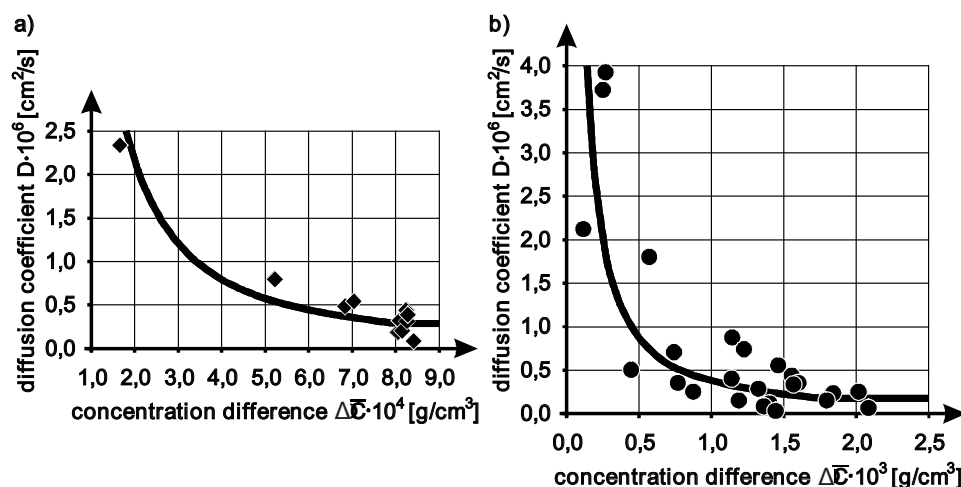 a)
diffusion coefficient D·10⁶ [cm²/s]
2,5
2,0
1,5
1,0
0,5
0,0
1,0 2,0 3,0 4,0 5,0 6,0 7,0 8,0 9,0
concentration difference ΔC̅·10⁴ [g/cm³]
b)
diffusion coefficient D·10⁶ [cm²/s]
4,0
3,5
3,0
2,5
2,0
1,5
1,0
0,5
0,0
0,0 0,5 1,0 1,5 2,0 2,5
concentration difference ΔC̅·10³ [g/cm³]